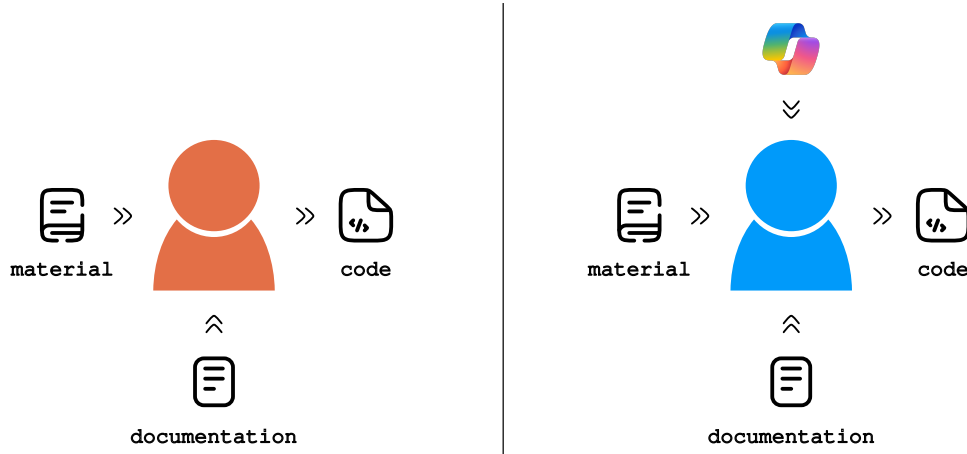 material
code
documentation
material
code
documentation